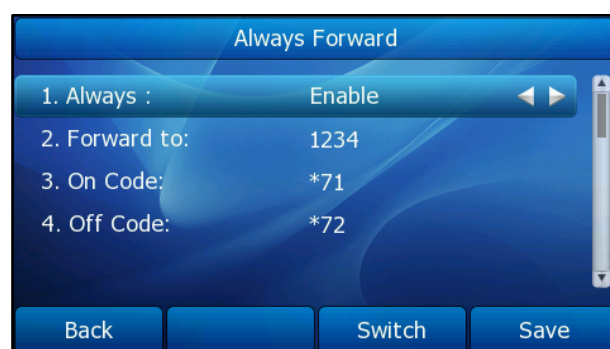 Always Forward
1. Always : Enable
2. Forward to: 1234
3. On Code: *71
4. Off Code: *72
Back Switch Save